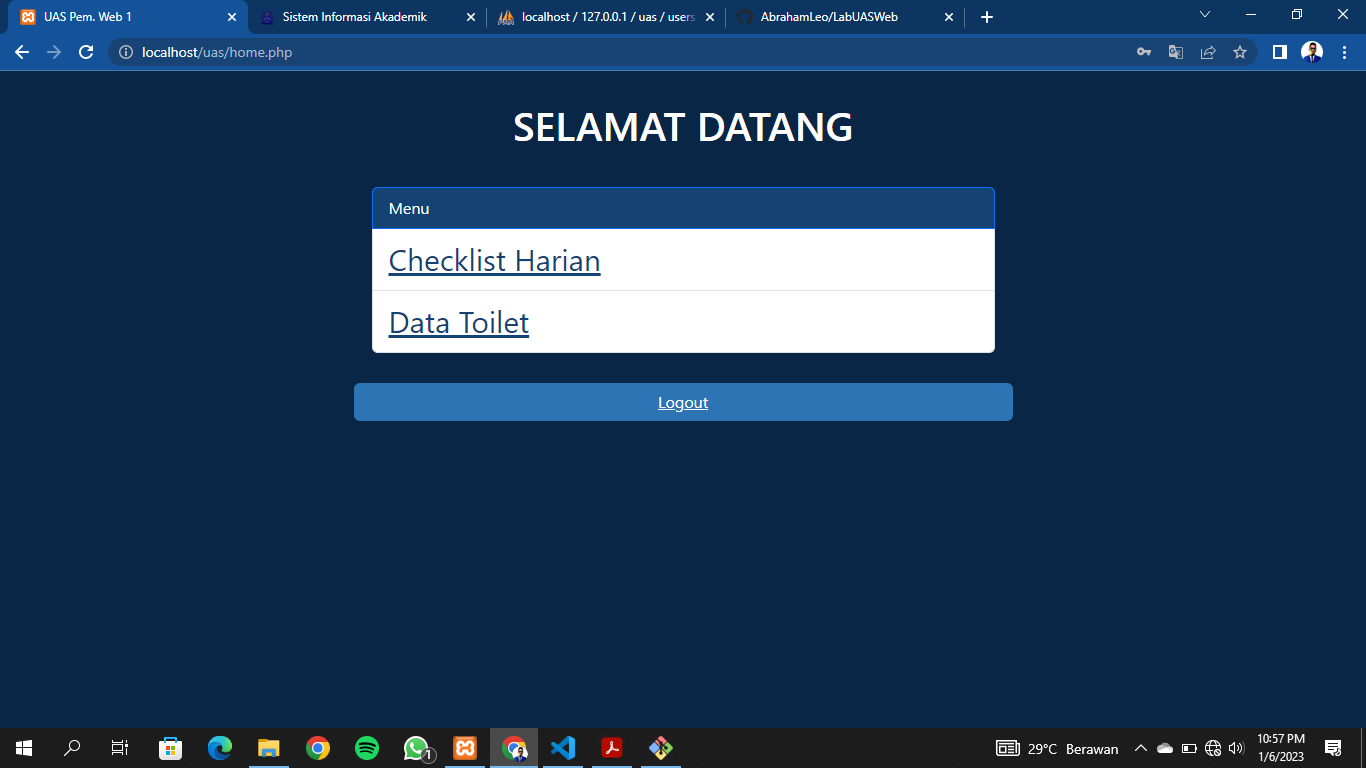 UAS Pem. Web 1
Sistem Informasi Akademik
localhost / 127.0.0.1 / uas / users
AbrahamLeo/LabUASWeb
localhost/uas/home.php
SELAMAT DATANG
Menu
Checklist Harian
Data Toilet
Logout
1
29°C Berawan
10:57 PM
1/6/2023